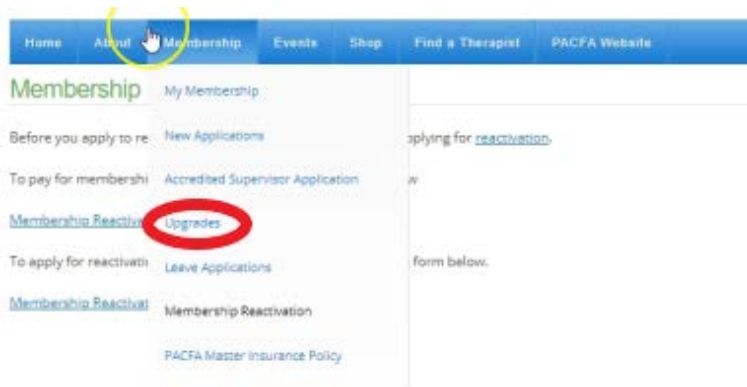 Home About Membership Events Shop Find a Therapist PACFA Website
Membership
My Membership
Before you apply to re
New Applications
plying for reactivation.
To pay for membershi
Accredited Supervisor Application
w
Membership Reactiva
Upgrades
To apply for reactivati
Leave Applications
form below.
Membership Reactivat
Membership Reactivation
PACFA Master Insurance Policy